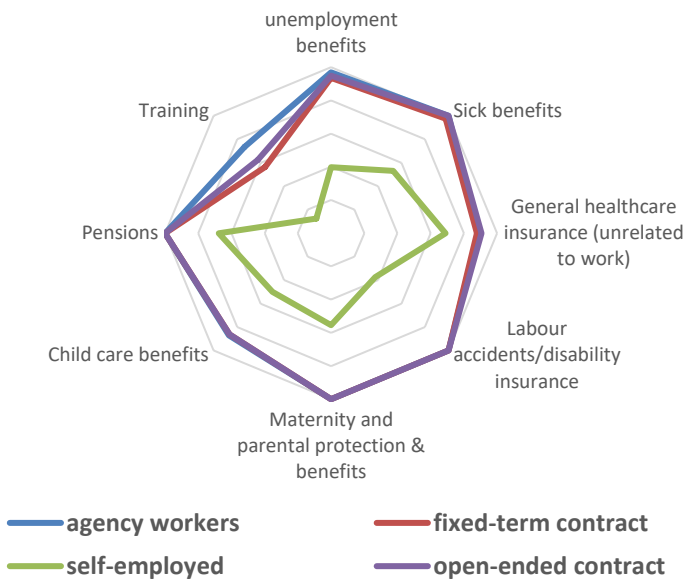 unemployment
benefits
Training
Sick benefits
Pensions
General healthcare
insurance (unrelated
to work)
Child care benefits
Labour
accidents/disability
insurance
Maternity and
parental protection &
benefits
agency workers
fixed-term contract
self-employed
open-ended contract